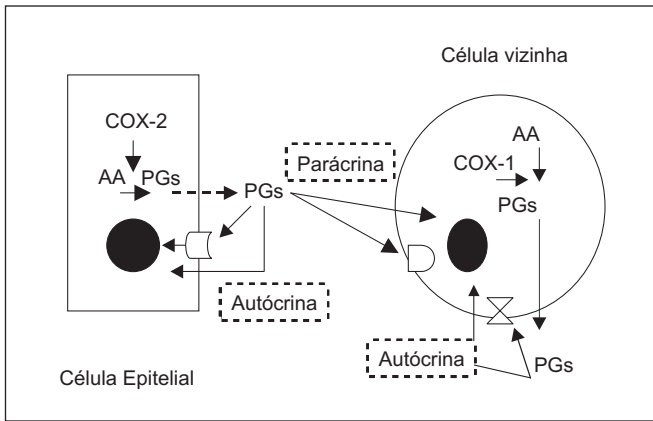 Célula vizinha
COX-2
AA PGs
PGs
Parácrina
AA
COX-1
PGs
Autócrina
Autócrina
PGs
Célula Epitelial